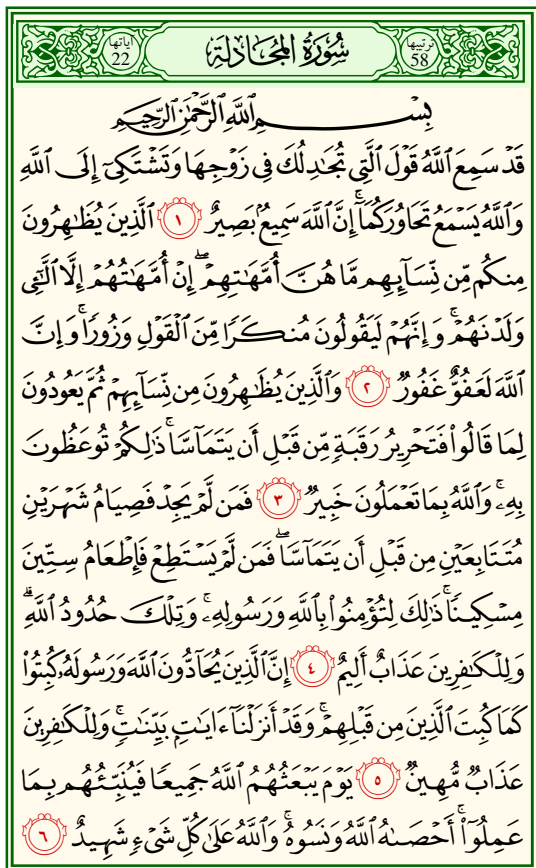 ترتيبها 58 سُورَةُ المُجَادلَةِ آياتها 22
بِسْمِ ٱللَّهِ ٱلرَّحْمَٰنِ ٱلرَّحِيمِ
قَدْ سَمِعَ ٱللَّهُ قَوْلَ ٱلَّتِى تُجَٰدِلُكَ فِى زَوْجِهَا وَتَشْتَكِىٓ إِلَى ٱللَّهِ
وَٱللَّهُ يَسْمَعُ تَحَاوُرَكُمَآ ۚ إِنَّ ٱللَّهَ سَمِيعٌۢ بَصِيرٌ ١ ٱلَّذِينَ يُظَٰهِرُونَ
مِنكُم مِّن نِّسَآئِهِم مَّا هُنَّ أُمَّهَٰتِهِمْ ۖ إِنْ أُمَّهَٰتُهُمْ إِلَّا ٱلَّٰٓـِٔى
وَلَدْنَهُمْ ۚ وَإِنَّهُمْ لَيَقُولُونَ مُنكَرًا مِّنَ ٱلْقَوْلِ وَزُورًا ۚ وَإِنَّ
ٱللَّهَ لَعَفُوٌّ غَفُورٌ ٢ وَٱلَّذِينَ يُظَٰهِرُونَ مِن نِّسَآئِهِمْ ثُمَّ يَعُودُونَ
لِمَا قَالُوا۟ فَتَحْرِيرُ رَقَبَةٍ مِّن قَبْلِ أَن يَتَمَآسَّا ۚ ذَٰلِكُمْ تُوعَظُونَ
بِهِۦ ۚ وَٱللَّهُ بِمَا تَعْمَلُونَ خَبِيرٌ ٣ فَمَن لَّمْ يَجِدْ فَصِيَامُ شَهْرَيْنِ
مُتَتَابِعَيْنِ مِن قَبْلِ أَن يَتَمَآسَّا ۖ فَمَن لَّمْ يَسْتَطِعْ فَإِطْعَامُ سِتِّينَ
مِسْكِينًا ۚ ذَٰلِكَ لِتُؤْمِنُوا۟ بِٱللَّهِ وَرَسُولِهِۦ ۚ وَتِلْكَ حُدُودُ ٱللَّهِ ۗ
وَلِلْكَٰفِرِينَ عَذَابٌ أَلِيمٌ ٤ إِنَّ ٱلَّذِينَ يُحَآدُّونَ ٱللَّهَ وَرَسُولَهُۥ كُبِتُوا۟
كَمَا كُبِتَ ٱلَّذِينَ مِن قَبْلِهِمْ ۚ وَقَدْ أَنزَلْنَآ ءَايَٰتٍۭ بَيِّنَٰتٍ ۚ وَلِلْكَٰفِرِينَ
عَذَابٌ مُّهِينٌ ٥ يَوْمَ يَبْعَثُهُمُ ٱللَّهُ جَمِيعًا فَيُنَبِّئُهُم بِمَا
عَمِلُوٓا۟ ۚ أَحْصَىٰهُ ٱللَّهُ وَنَسُوهُ ۚ وَٱللَّهُ عَلَىٰ كُلِّ شَىْءٍ شَهِيدٌ ٦